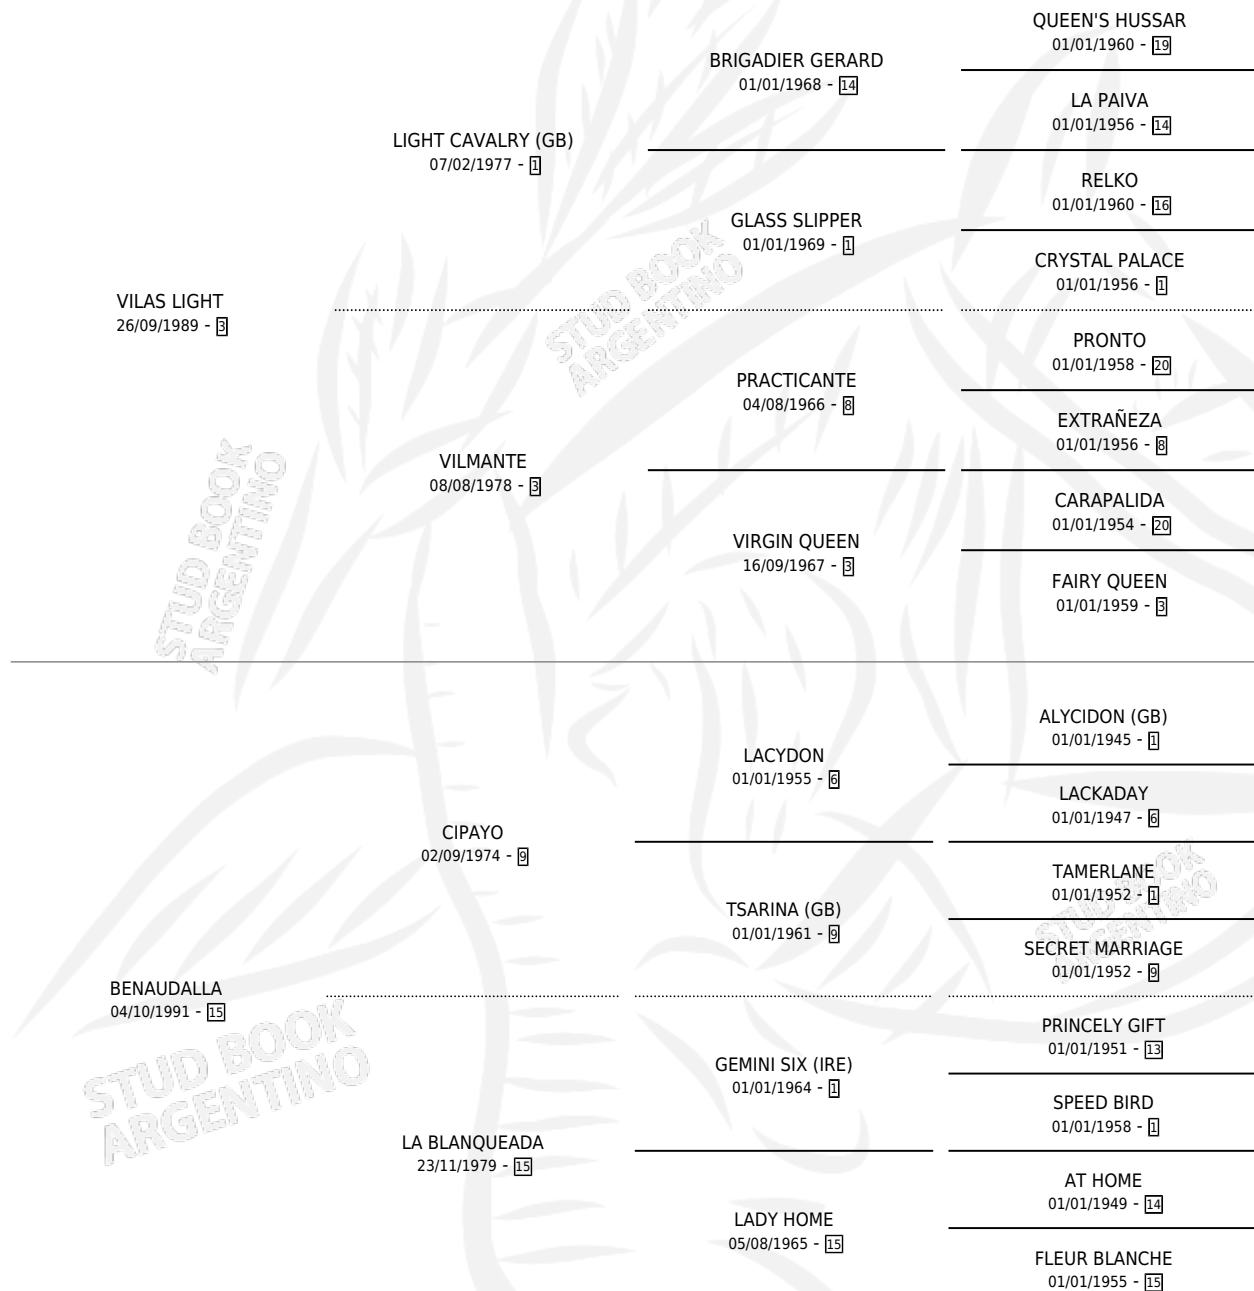 QUEEN'S HUSSAR
01/01/1960 - 19
BRIGADIER GERARD
01/01/1968 - 14
LA PAIVA
01/01/1956 - 14
LIGHT CAVALRY (GB)
07/02/1977 - 1
RELKO
01/01/1960 - 16
GLASS SLIPPER
01/01/1969 - 1
CRYSTAL PALACE
01/01/1956 - 1
VILAS LIGHT
26/09/1989 - 3
PRONTO
01/01/1958 - 20
PRACTICANTE
04/08/1966 - 8
EXTRAÑEZA
01/01/1956 - 8
VILMANTE
08/08/1978 - 3
CARAPALIDA
01/01/1954 - 20
VIRGIN QUEEN
16/09/1967 - 3
FAIRY QUEEN
01/01/1959 - 3
ALYCIDON (GB)
01/01/1945 - 1
LACYDON
01/01/1955 - 6
LACKADAY
01/01/1947 - 6
CIPAYO
02/09/1974 - 9
TAMERLANE
01/01/1952 - 1
TSARINA (GB)
01/01/1961 - 9
SECRET MARRIAGE
01/01/1952 - 9
BENAUDALLA
04/10/1991 - 15
PRINCELY GIFT
01/01/1951 - 13
GEMINI SIX (IRE)
01/01/1964 - 1
SPEED BIRD
01/01/1958 - 1
LA BLANQUEADA
23/11/1979 - 15
AT HOME
01/01/1949 - 14
LADY HOME
05/08/1965 - 15
FLEUR BLANCHE
01/01/1955 - 15
STUD BOOK
ARGENTINO
STUD BOOK
ARGENTINO
STUD BOOK
ARGENTINO
STUD BOOK
ARGENTINO